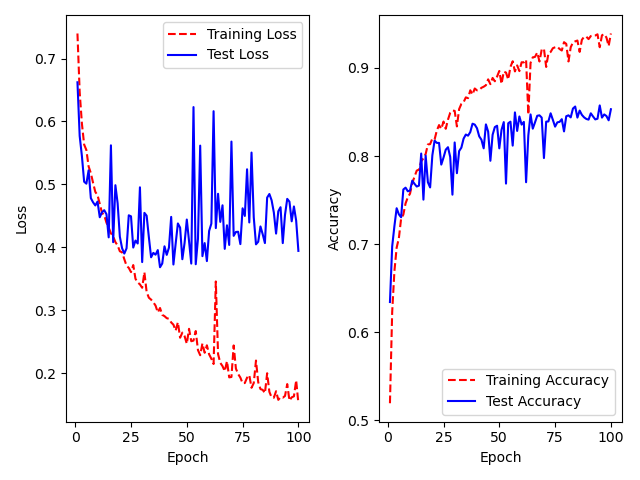 Training Loss
Test Loss
0.7
0.6
0.5
0.4
0.3
0.2
Loss
0
25
50
75
100
Epoch
0.9
0.8
0.7
0.6
0.5
Accuracy
Training Accuracy
Test Accuracy
0
25
50
75
100
Epoch